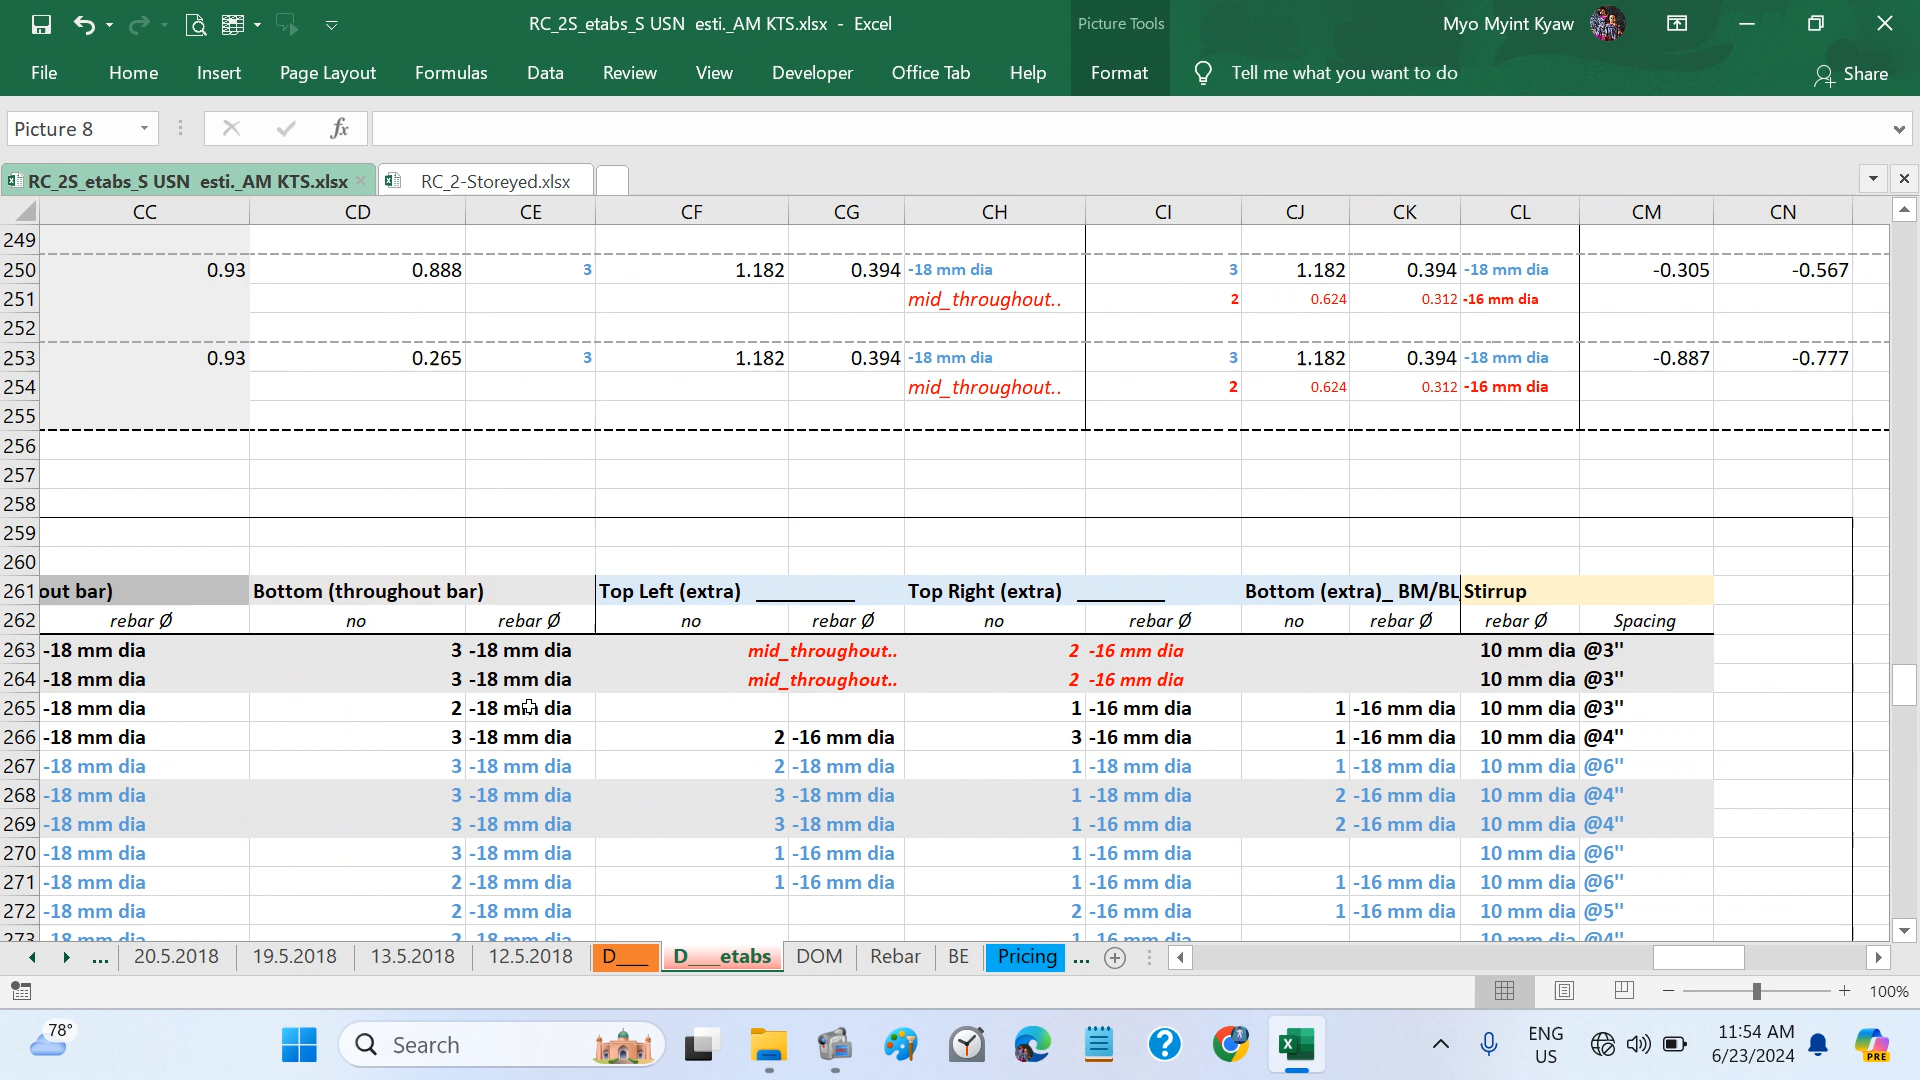 RC_2S_etabs_S USN  esti._AM KTS.xlsx  -  Excel
Picture Tools
Myo Myint Kyaw
File Home Insert Page Layout Formulas Data Review View Developer Office Tab Help Format Tell me what you want to do Share
Picture 8 fx
RC_2S_etabs_S USN  esti._AM KTS.xlsx RC_2-Storeyed.xlsx
CC CD CE CF CG CH CI CJ CK CL CM CN
249
250 0.93 0.888 3 1.182 0.394 -18 mm dia 3 1.182 0.394 -18 mm dia -0.305 -0.567
251 mid_throughout.. 2 0.624 0.312 -16 mm dia
252
253 0.93 0.265 3 1.182 0.394 -18 mm dia 3 1.182 0.394 -18 mm dia -0.887 -0.777
254 mid_throughout.. 2 0.624 0.312 -16 mm dia
255
256
257
258
259
260
261 out bar) Bottom (throughout bar) Top Left (extra) ________ Top Right (extra) ________ Bottom (extra)_ BM/BL Stirrup
262 rebar Ø no rebar Ø no rebar Ø no rebar Ø no rebar Ø rebar Ø Spacing
263 -18 mm dia 3 -18 mm dia mid_throughout.. 2 -16 mm dia 10 mm dia @3"
264 -18 mm dia 3 -18 mm dia mid_throughout.. 2 -16 mm dia 10 mm dia @3"
265 -18 mm dia 2 -18 mm dia 1 -16 mm dia 1 -16 mm dia 10 mm dia @3"
266 -18 mm dia 3 -18 mm dia 2 -16 mm dia 3 -16 mm dia 1 -16 mm dia 10 mm dia @4"
267 -18 mm dia 3 -18 mm dia 2 -18 mm dia 1 -18 mm dia 1 -18 mm dia 10 mm dia @6"
268 -18 mm dia 3 -18 mm dia 3 -18 mm dia 1 -18 mm dia 2 -16 mm dia 10 mm dia @4"
269 -18 mm dia 3 -18 mm dia 3 -18 mm dia 1 -16 mm dia 2 -16 mm dia 10 mm dia @4"
270 -18 mm dia 3 -18 mm dia 1 -16 mm dia 1 -16 mm dia 10 mm dia @6"
271 -18 mm dia 2 -18 mm dia 1 -16 mm dia 1 -16 mm dia 1 -16 mm dia 10 mm dia @6"
272 -18 mm dia 2 -18 mm dia 2 -16 mm dia 1 -16 mm dia 10 mm dia @5"
273 -18 mm dia 2 -18 mm dia 1 -16 mm dia 10 mm dia @4"
... 20.5.2018 19.5.2018 13.5.2018 12.5.2018 D___ D___etabs DOM Rebar BE Pricing ...
100%
78° Search ENG 11:54 AM
US 6/23/2024 PRE